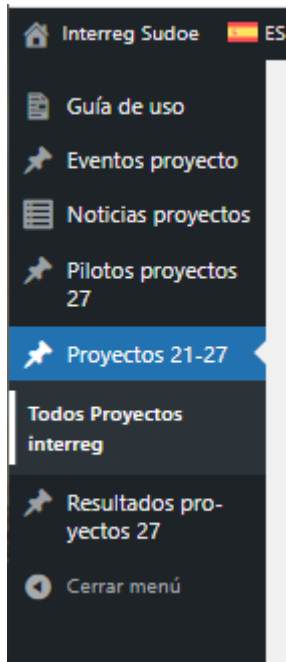 Interreg Sudoe ES
Guía de uso
Eventos proyecto
Noticias proyectos
Pilotos proyectos
27
Proyectos 21-27
Todos Proyectos
interreg
Resultados pro-
yectos 27
Cerrar menú